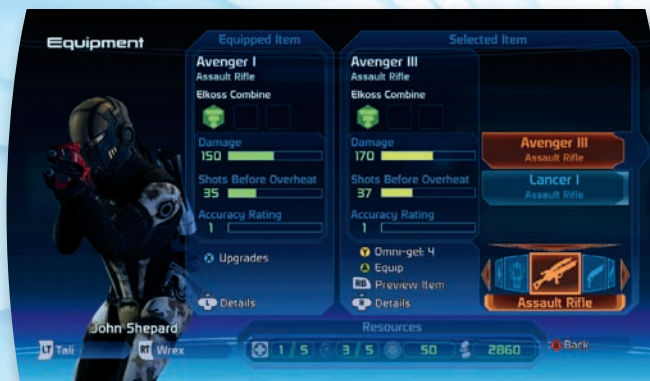 Equipment
Equipped Item
Avenger I
Assault Rifle
Elkoss Combine
Damage
150
Shots Before Overheat
35
Accuracy Rating
1
X Upgrades
L Details
Selected Item
Avenger III
Assault Rifle
Elkoss Combine
Damage
170
Shots Before Overheat
37
Accuracy Rating
1
Y Omni-gel: 4
A Equip
RB Preview Item
R Details
Avenger III
Assault Rifle
Lancer I
Assault Rifle
Assault Rifle
John Shepard
LT Tali
RT Wrex
Resources
1 / 5 3 / 5 50 2860
B Back